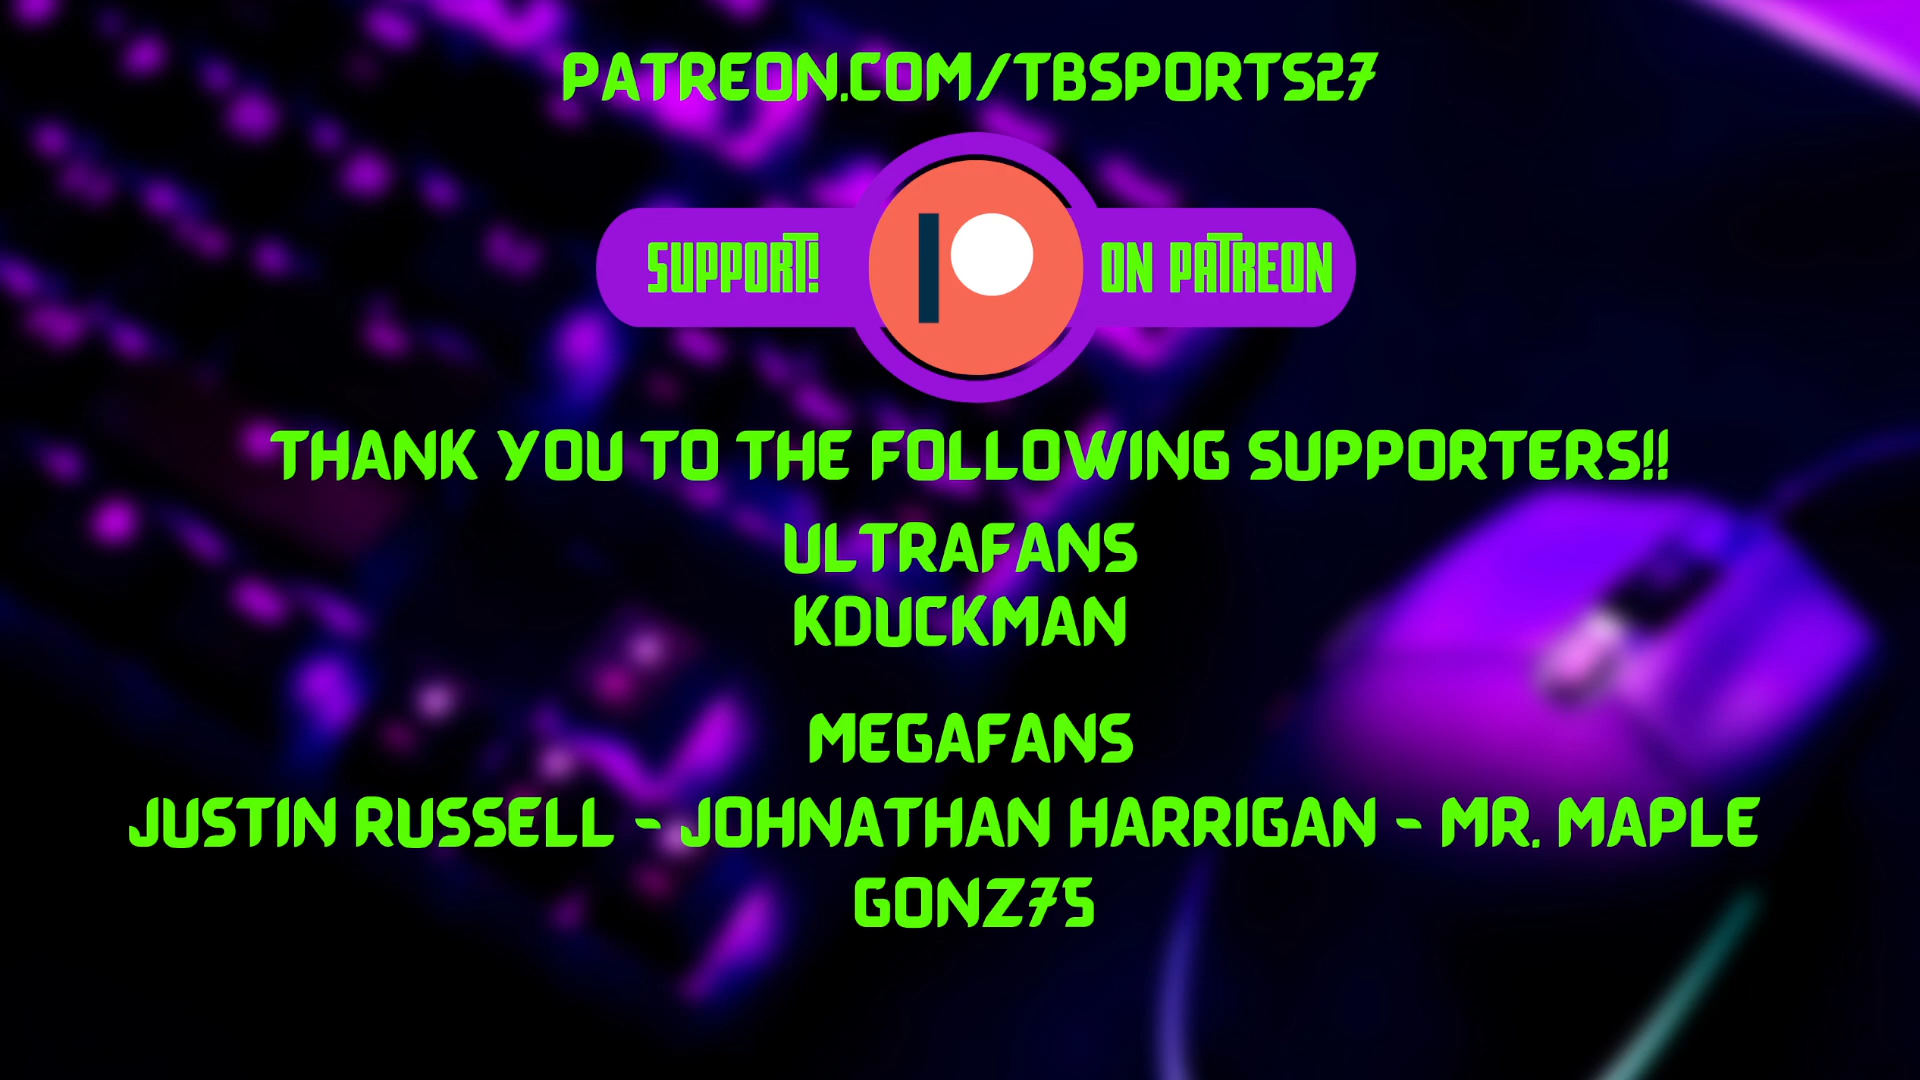 PATREON.COM/TBSPORTS27
SUPPORT! ON PATREON
THANK YOU TO THE FOLLOWING SUPPORTERS!!
ULTRAFANS
KDUCKMAN
MEGAFANS
JUSTIN RUSSELL - JOHNATHAN HARRIGAN - MR. MAPLE
GONZ75